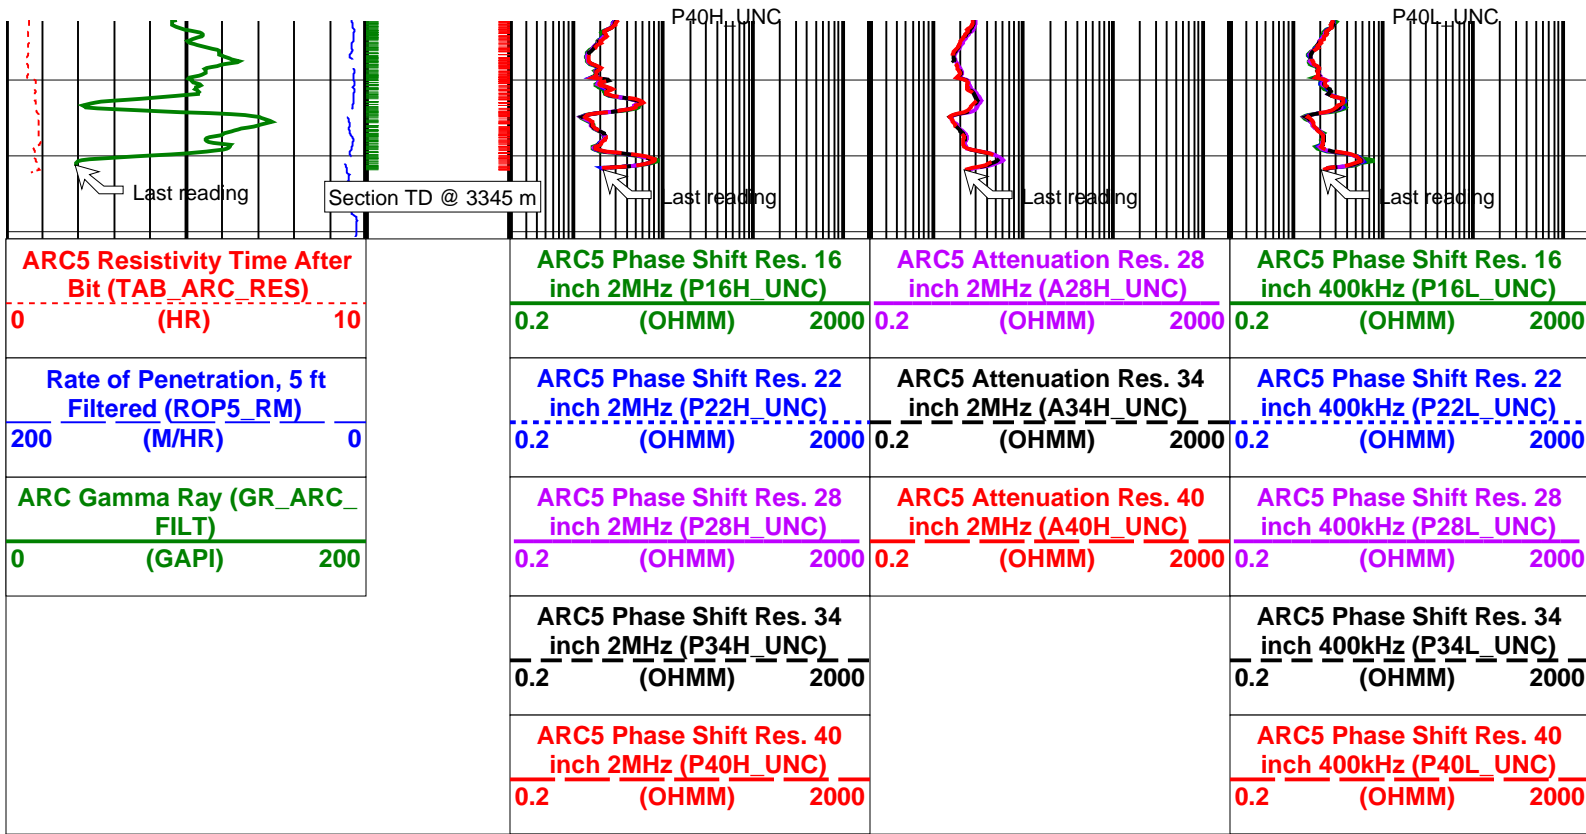 P40H_UNC
P40L_UNC
Last reading
Section TD @ 3345 m
Last reading
Last reading
Last reading
ARC5 Resistivity Time After
Bit (TAB_ARC_RES)
0 (HR) 10
Rate of Penetration, 5 ft
Filtered (ROP5_RM)
200 (M/HR) 0
ARC Gamma Ray (GR_ARC_
FILT)
0 (GAPI) 200
ARC5 Phase Shift Res. 16
inch 2MHz (P16H_UNC)
0.2 (OHMM) 2000
ARC5 Phase Shift Res. 22
inch 2MHz (P22H_UNC)
0.2 (OHMM) 2000
ARC5 Phase Shift Res. 28
inch 2MHz (P28H_UNC)
0.2 (OHMM) 2000
ARC5 Phase Shift Res. 34
inch 2MHz (P34H_UNC)
0.2 (OHMM) 2000
ARC5 Phase Shift Res. 40
inch 2MHz (P40H_UNC)
0.2 (OHMM) 2000
ARC5 Attenuation Res. 28
inch 2MHz (A28H_UNC)
0.2 (OHMM) 2000
ARC5 Attenuation Res. 34
inch 2MHz (A34H_UNC)
0.2 (OHMM) 2000
ARC5 Attenuation Res. 40
inch 2MHz (A40H_UNC)
0.2 (OHMM) 2000
ARC5 Phase Shift Res. 16
inch 400kHz (P16L_UNC)
0.2 (OHMM) 2000
ARC5 Phase Shift Res. 22
inch 400kHz (P22L_UNC)
0.2 (OHMM) 2000
ARC5 Phase Shift Res. 28
inch 400kHz (P28L_UNC)
0.2 (OHMM) 2000
ARC5 Phase Shift Res. 34
inch 400kHz (P34L_UNC)
0.2 (OHMM) 2000
ARC5 Phase Shift Res. 40
inch 400kHz (P40L_UNC)
0.2 (OHMM) 2000